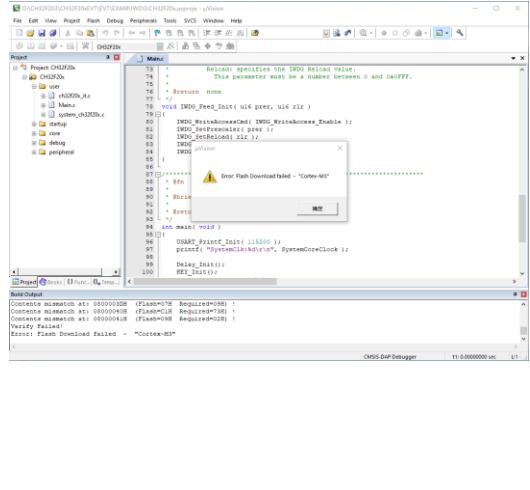 D:\CH32F20X\CH32F20xEVT\EVT\EXAM\IWDG\CH32F20x.uvprojx - µVision
File Edit View Project Flash Debug Peripherals Tools SVCS Window Help
CH32F20x
Project
Main.c
Project: CH32F20x
CH32F20x
user
ch32f20x_it.c
Main.c
system_ch32f20x.c
startup
core
debug
peripheral
73 * Reload: specifies the IWDG Reload value.
74 * This parameter must be a number between 0 and 0x0FFF.
75 *
76 * @return none
77 */
78 void IWDG_Feed_Init( u16 prer, u16 rlr )
79 {
80 IWDG_WriteAccessCmd( IWDG_WriteAccess_Enable );
81 IWDG_SetPrescaler( prer );
82 IWDG_SetReload( rlr );
83 IWDG
84 IWDG
85 }
86
87 /****
88 * @fn
89 *
90 * @brie
91 *
92 * @retu
93 */
94 int main( void )
95 {
96 USART_Printf_Init( 115200 );
97 printf( "SystemClk:%d\r\n", SystemCoreClock );
98
99 Delay_Init();
100 KEY_Init();
µVision
Error: Flash Download failed - "Cortex-M3"
確定
Project Books Func... Temp...
Build Output
Contents mismatch at: 0800003DH (Flash=07H Required=09H) !
Contents mismatch at: 08000040H (Flash=C1H Required=73H) !
Contents mismatch at: 08000041H (Flash=09H Required=02H) !
Verify Failed!
Error: Flash Download failed - "Cortex-M3"
CMSIS-DAP Debugger t1: 0.00000000 sec L:1